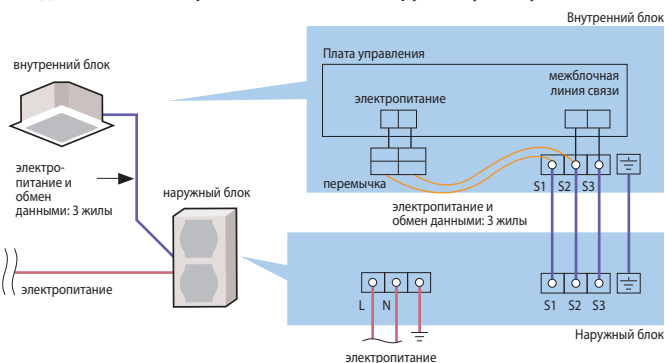 Внутренний блок
Плата управления
внутренний блок
межблочная
линия связи
электропитание
электро-
питание и
обмен
данными: 3 жилы
наружный блок
перемычка
S1 S2 S3
электропитание и
обмен данными: 3 жилы
электропитание
L N
S1 S2 S3
Наружный блок
электропитание